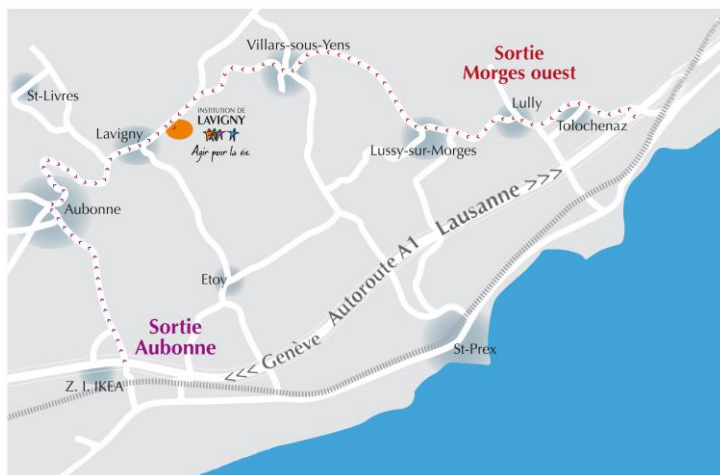 Villars-sous-Yens
Sortie
Morges ouest
St-Livres
INSTITUTION DE
LAVIGNY
Agir pour la vie
Lavigny
Lully
Tolochenaz
Lussy-sur-Morges
Aubonne
Etoy
<<< Genève Autoroute A1 Lausanne >>>
Sortie
Aubonne
St-Prex
Z. I. IKEA